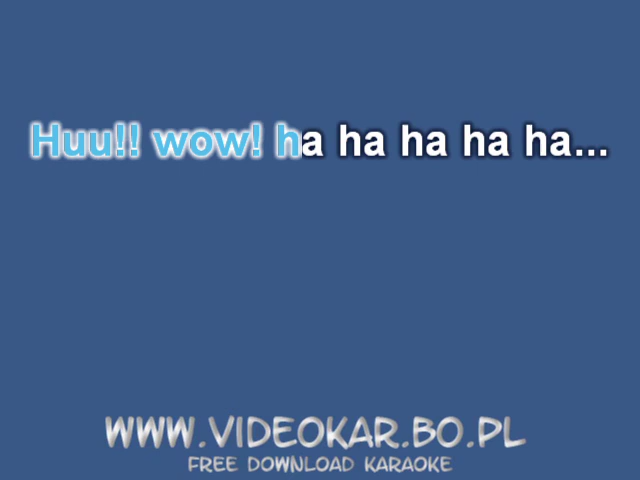 Huu!! wow! ha ha ha ha ha...
WWW.VIDEOKAR.BO.PL
FREE DOWNLOAD KARAOKE